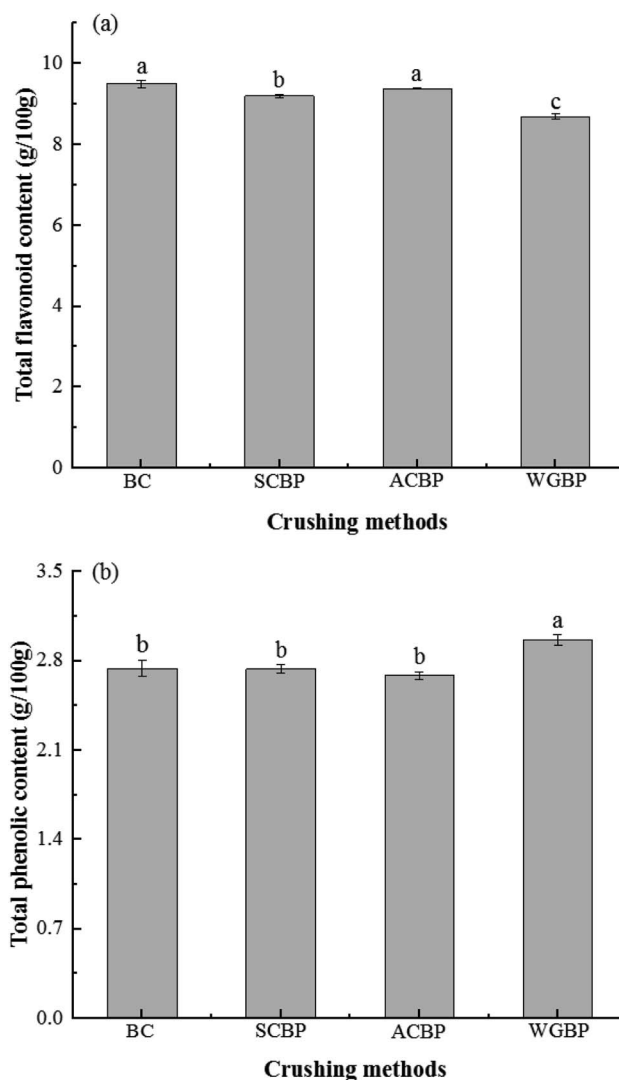 (a)
Total flavonoid content (g/100g)
10
8
6
4
2
0
a
b
a
c
BC SCBP ACBP WGBP
Crushing methods
(b)
Total phenolic content (g/100g)
3.5
2.8
2.1
1.4
0.7
0.0
b
b
b
a
BC SCBP ACBP WGBP
Crushing methods